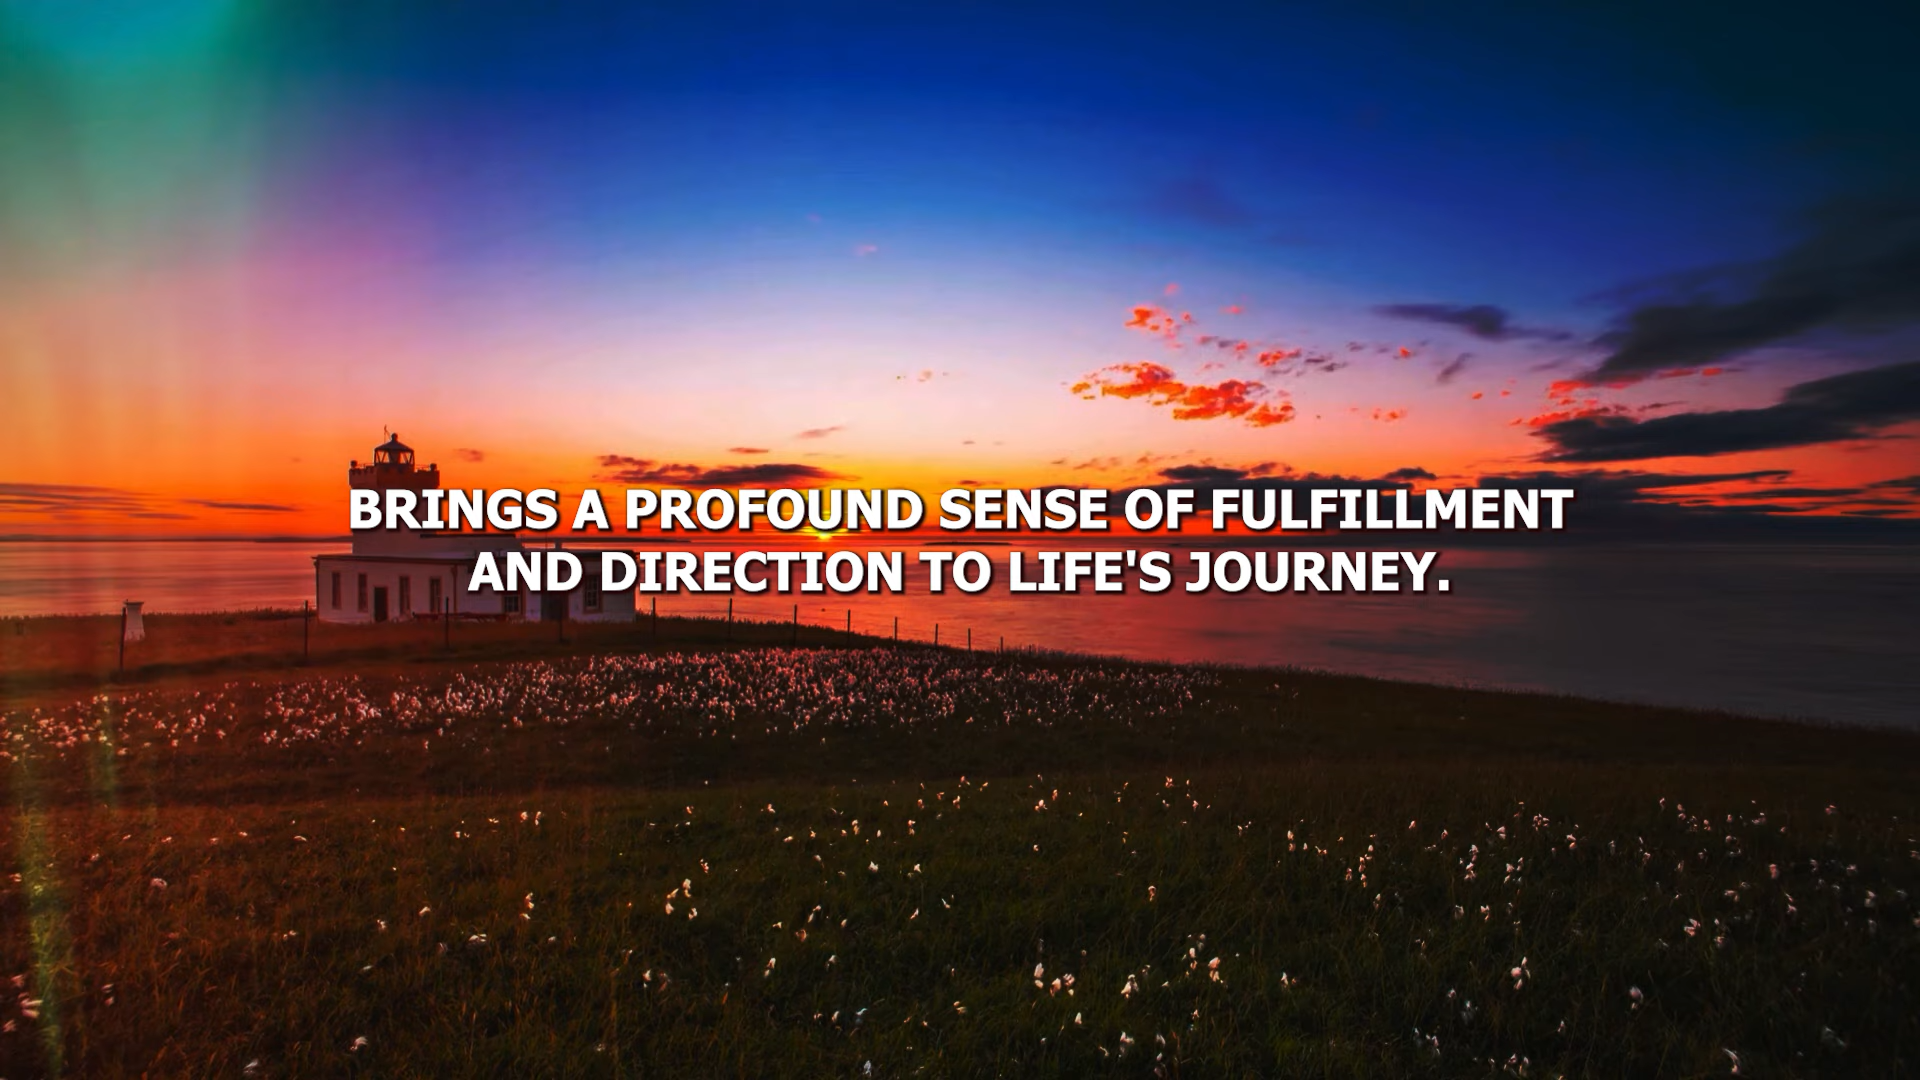 BRINGS A PROFOUND SENSE OF FULFILLMENT
AND DIRECTION TO LIFE'S JOURNEY.